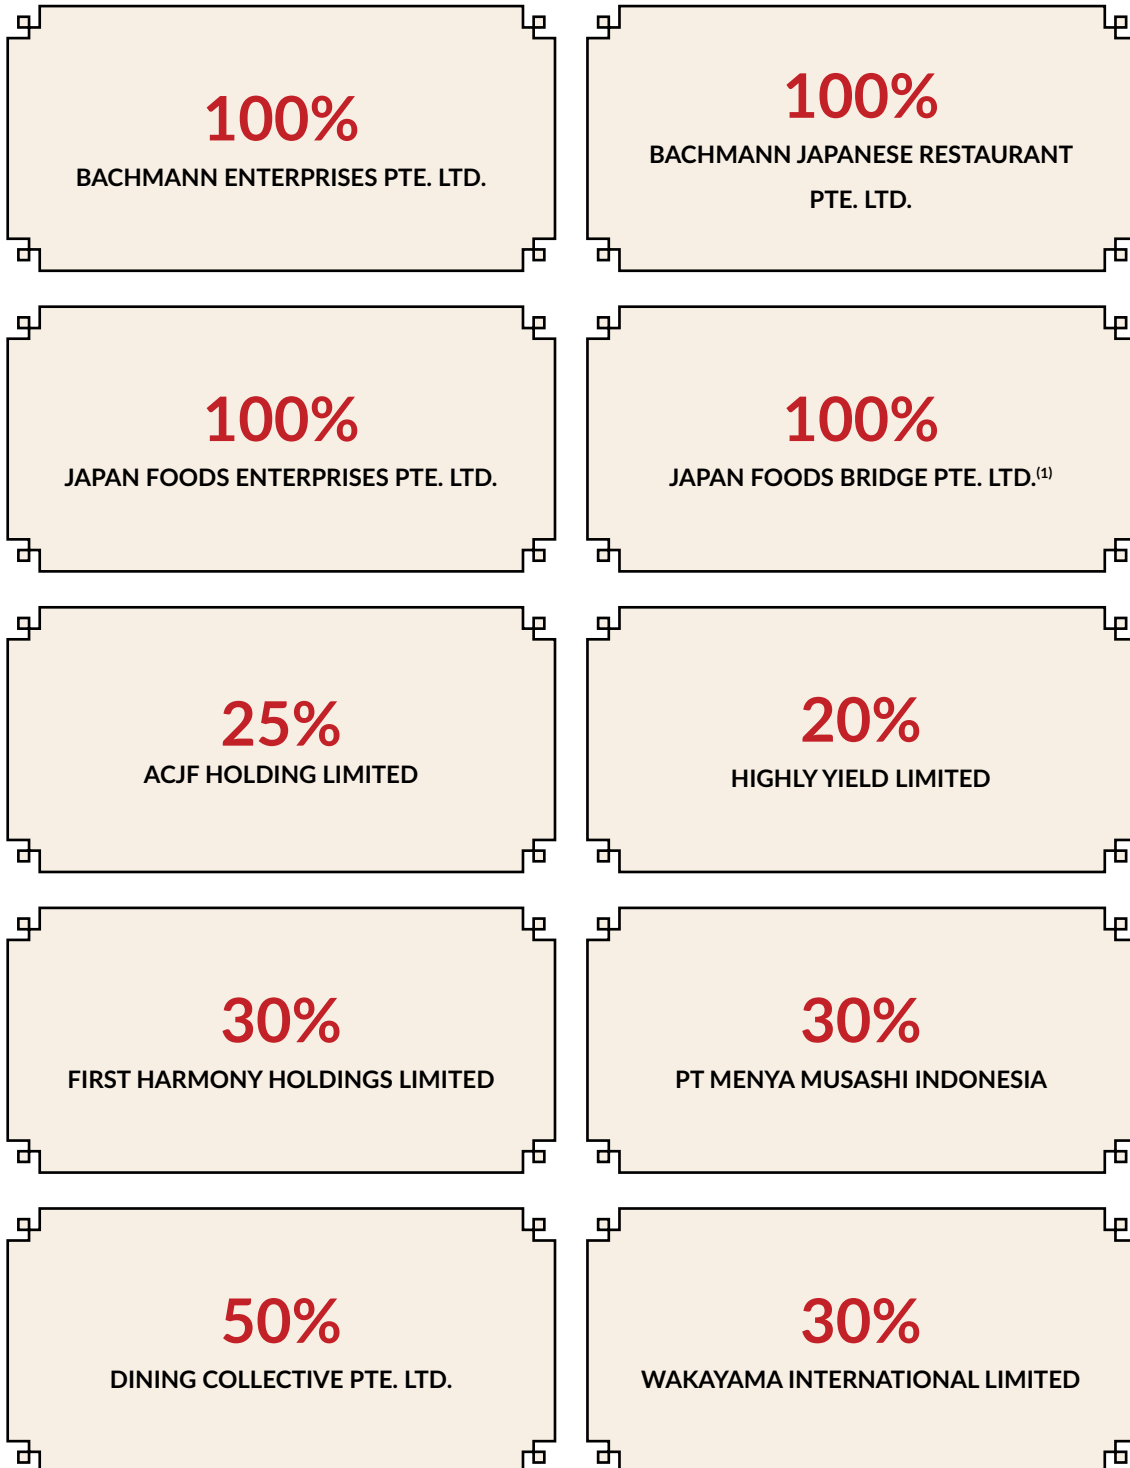 100%
BACHMANN ENTERPRISES PTE. LTD.
100%
BACHMANN JAPANESE RESTAURANT
PTE. LTD.
100%
JAPAN FOODS ENTERPRISES PTE. LTD.
100%
JAPAN FOODS BRIDGE PTE. LTD.(1)
25%
ACJF HOLDING LIMITED
20%
HIGHLY YIELD LIMITED
30%
FIRST HARMONY HOLDINGS LIMITED
30%
PT MENYA MUSASHI INDONESIA
50%
DINING COLLECTIVE PTE. LTD.
30%
WAKAYAMA INTERNATIONAL LIMITED